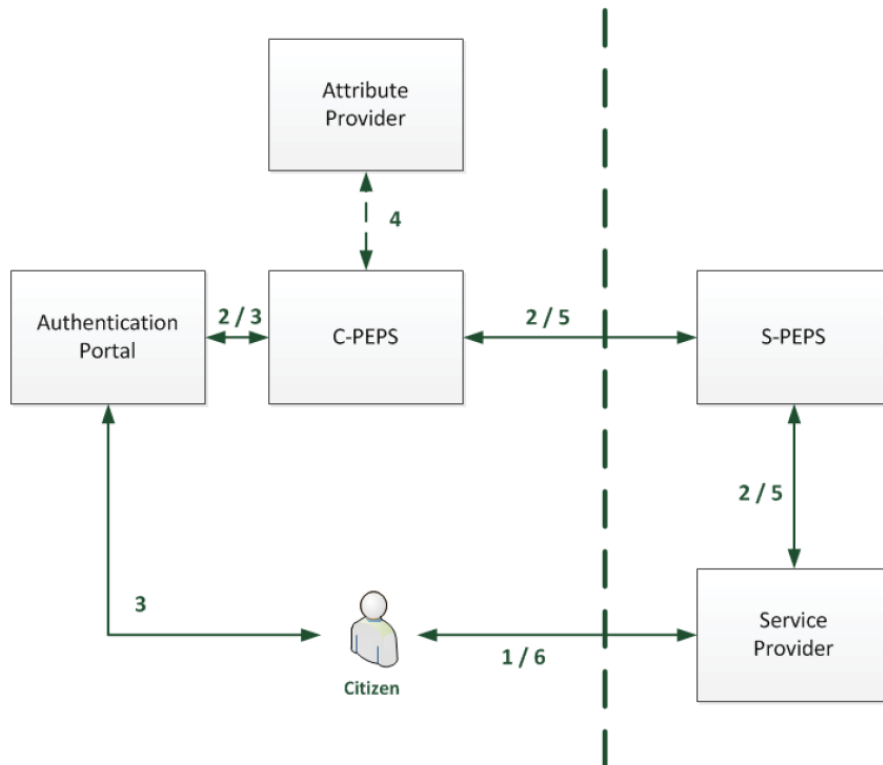 Attribute
Provider
4
Authentication
Portal
2 / 3
C-PEPS
2 / 5
S-PEPS
2 / 5
3
Citizen
1 / 6
Service
Provider